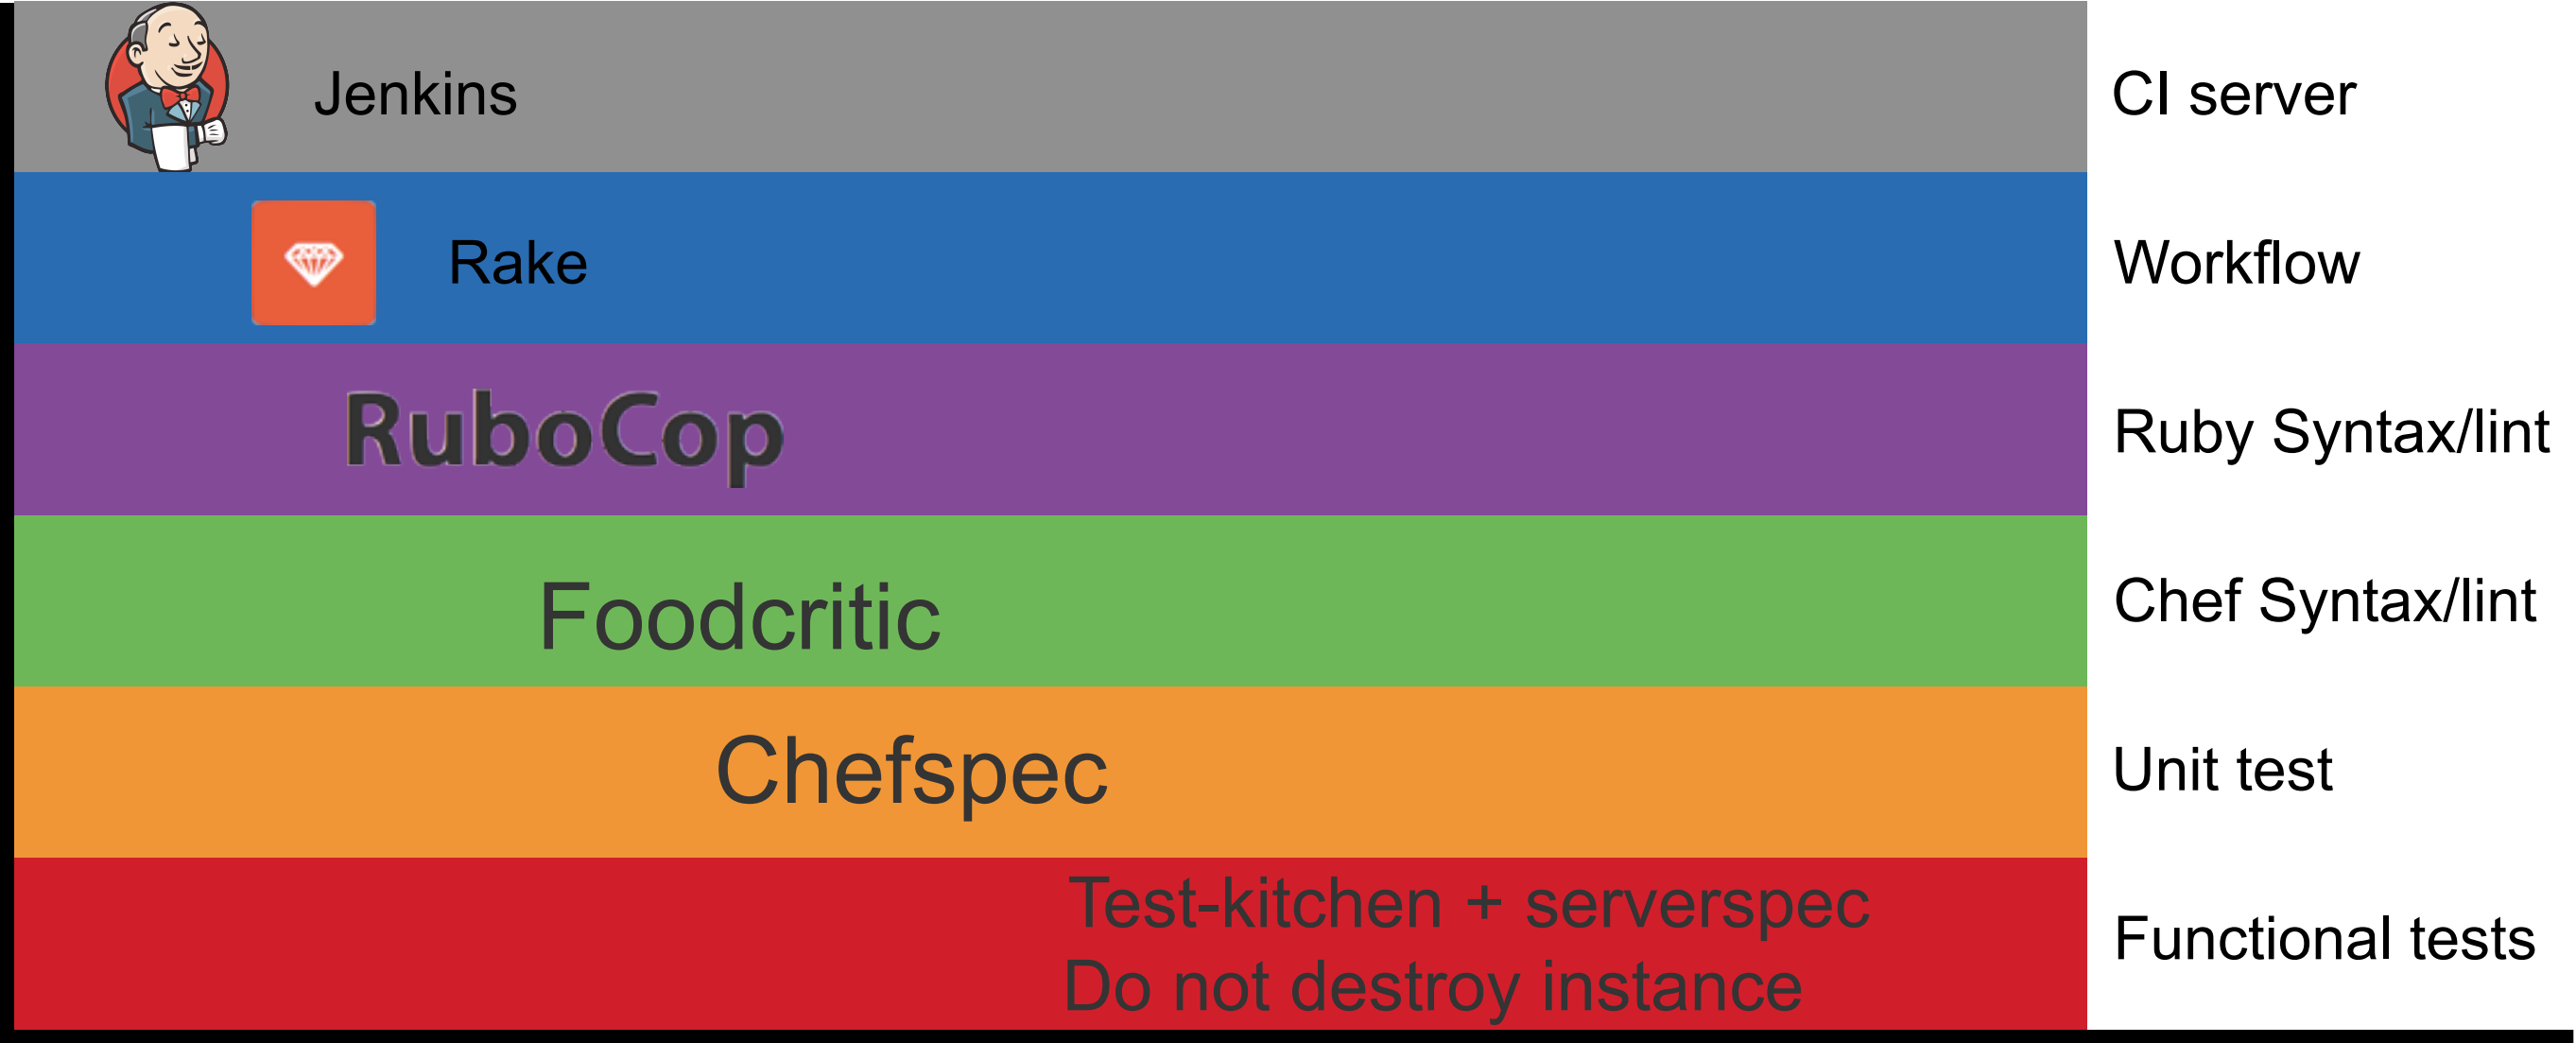 Jenkins
CI server
Rake
Workflow
RuboCop
Ruby Syntax/lint
Foodcritic
Chef Syntax/lint
Chefspec
Unit test
Test-kitchen + serverspec
Do not destroy instance
Functional tests